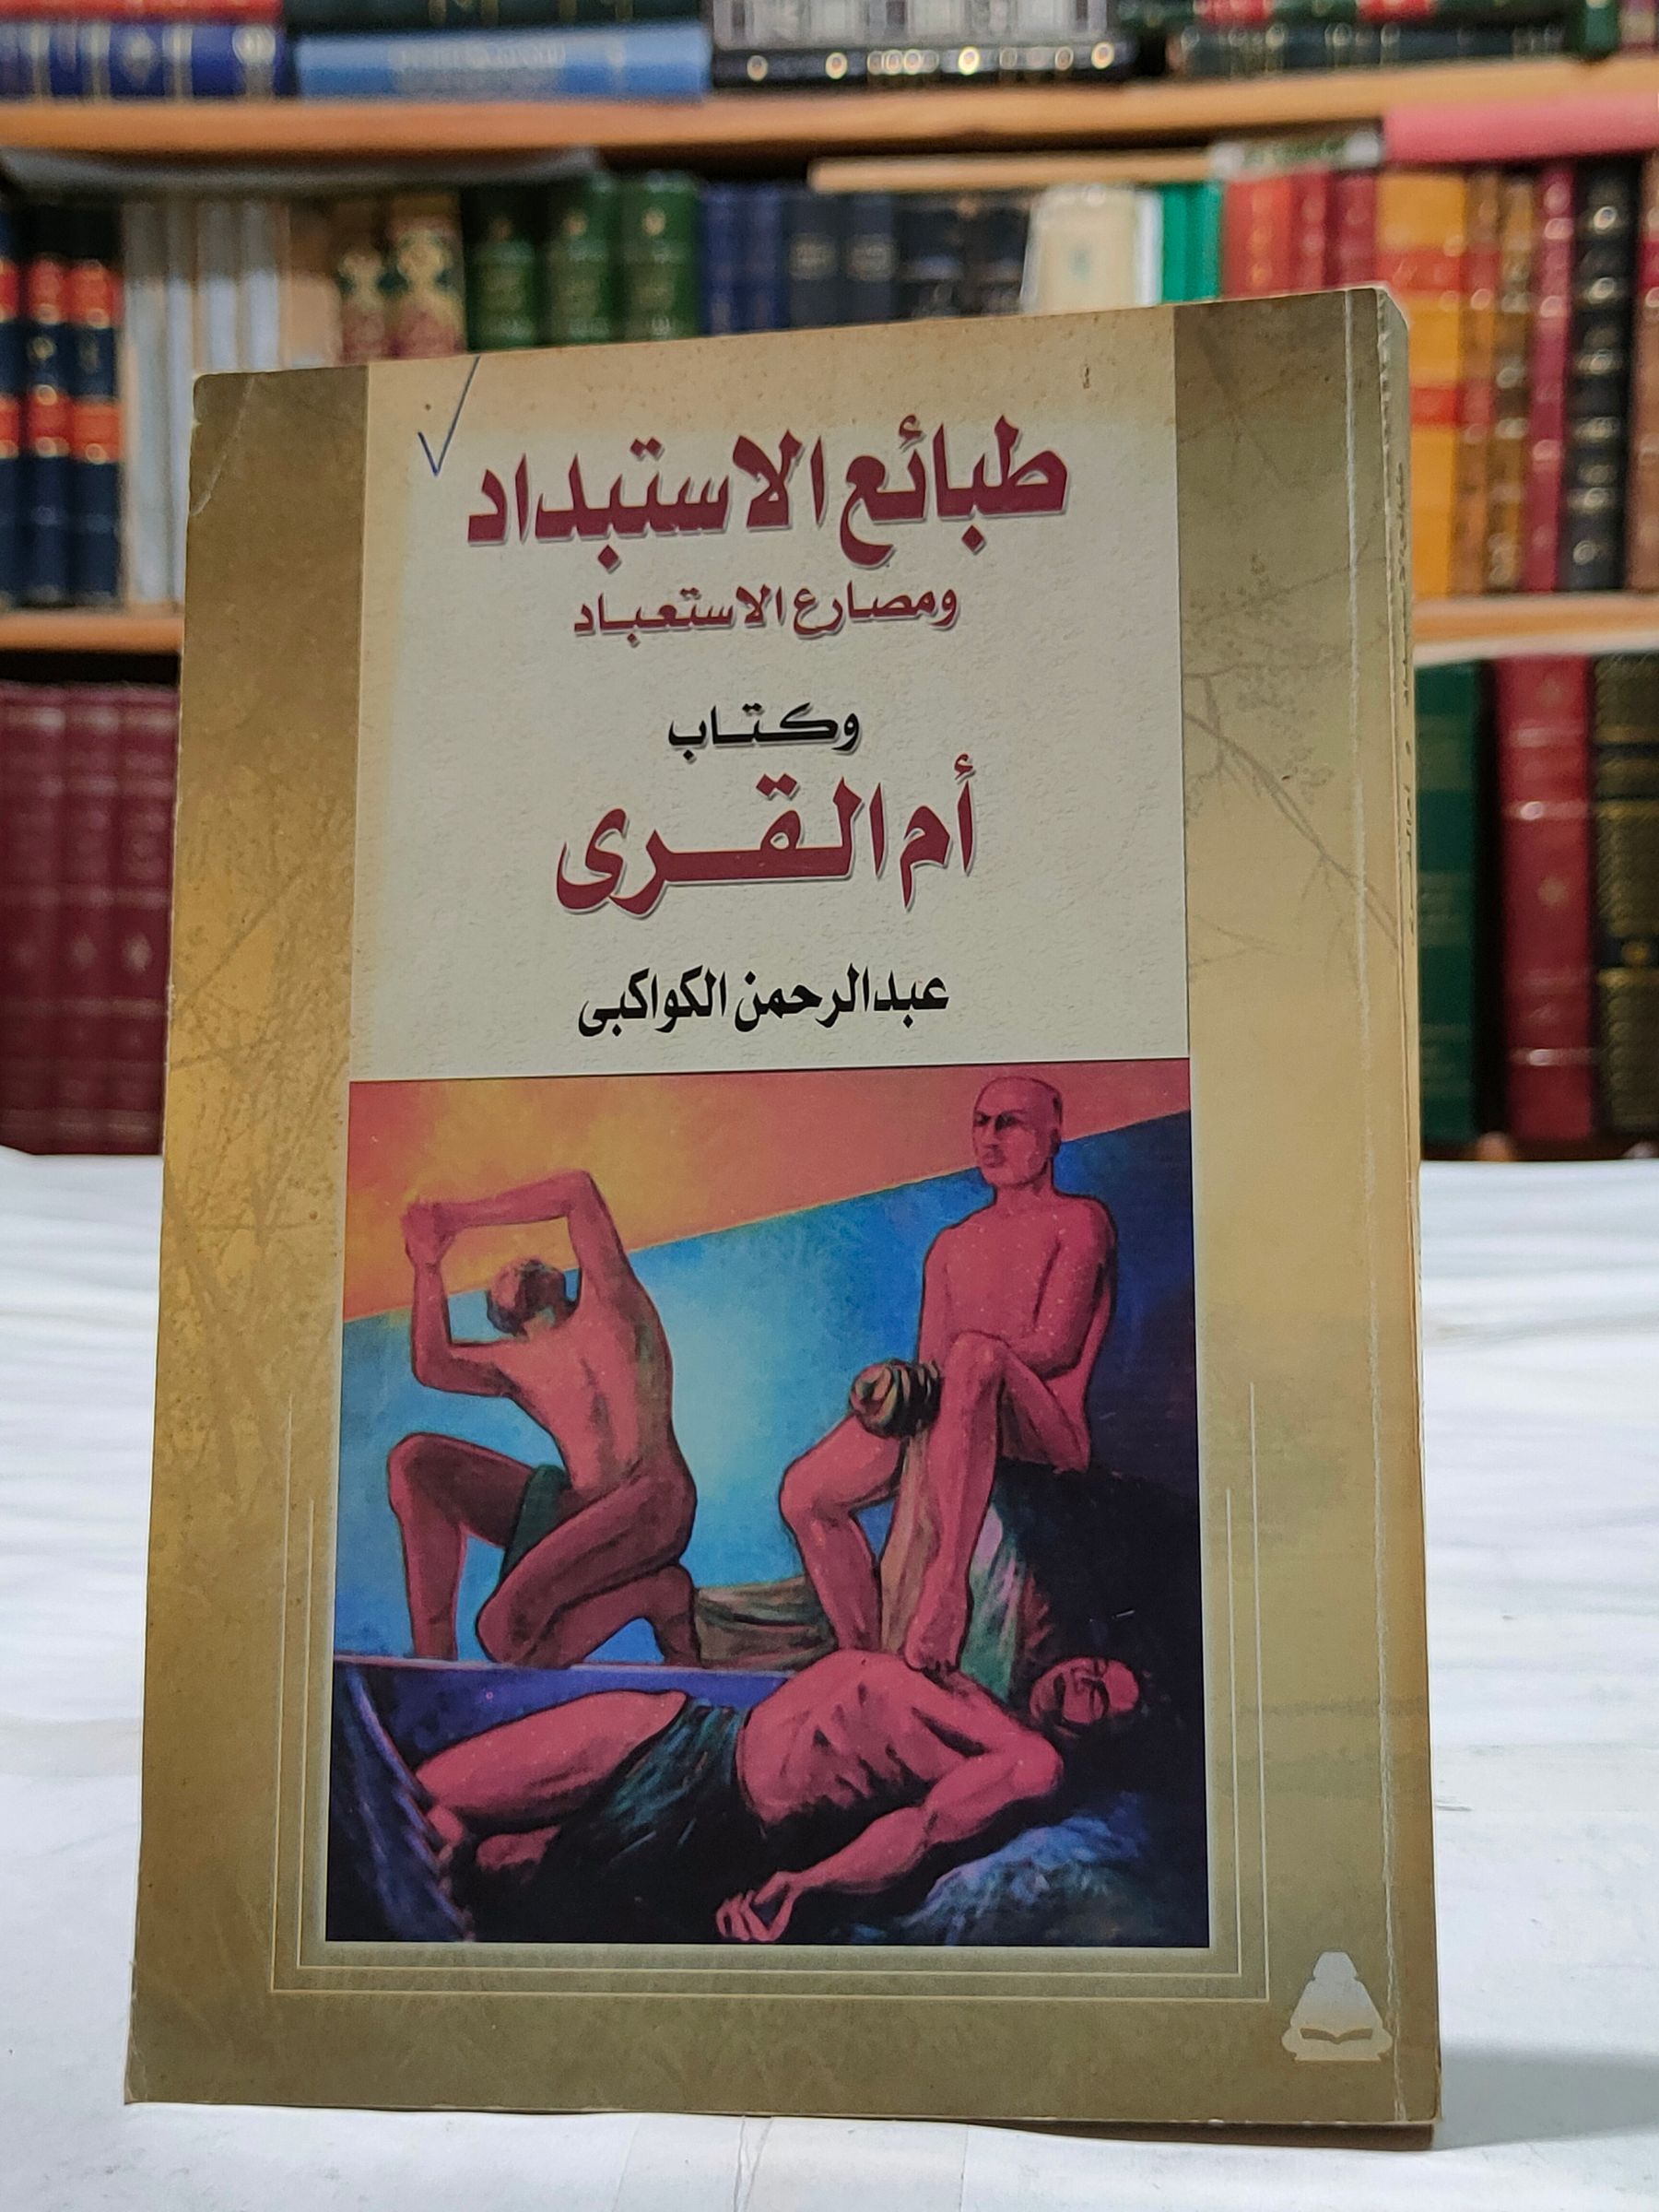 طبائع الاستبداد
ومصارع الاستعباد
وكتاب
أم القرى
عبدالرحمن الكواكبى